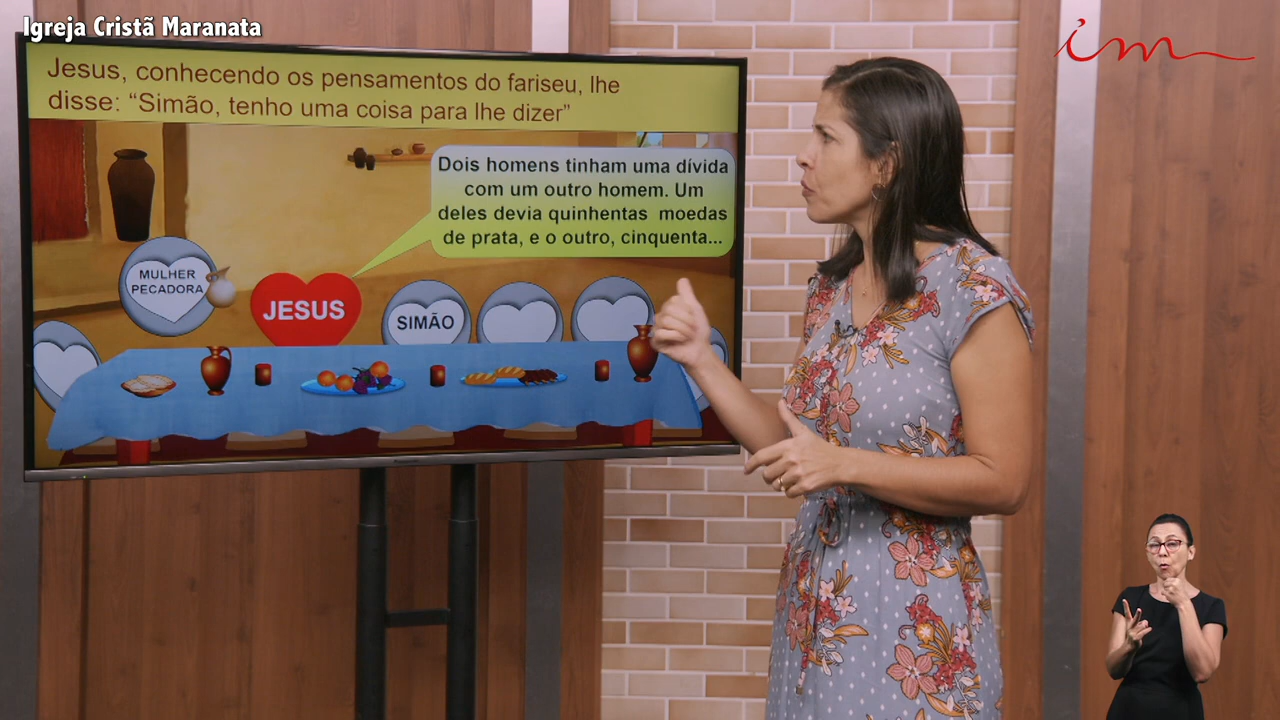 Igreja Cristã Maranata
im
Jesus, conhecendo os pensamentos do fariseu, lhe
disse: “Simão, tenho uma coisa para lhe dizer”
Dois homens tinham uma dívida
com um outro homem. Um
deles devia quinhentas moedas
de prata, e o outro, cinquenta...
MULHER
PECADORA
JESUS
SIMÃO